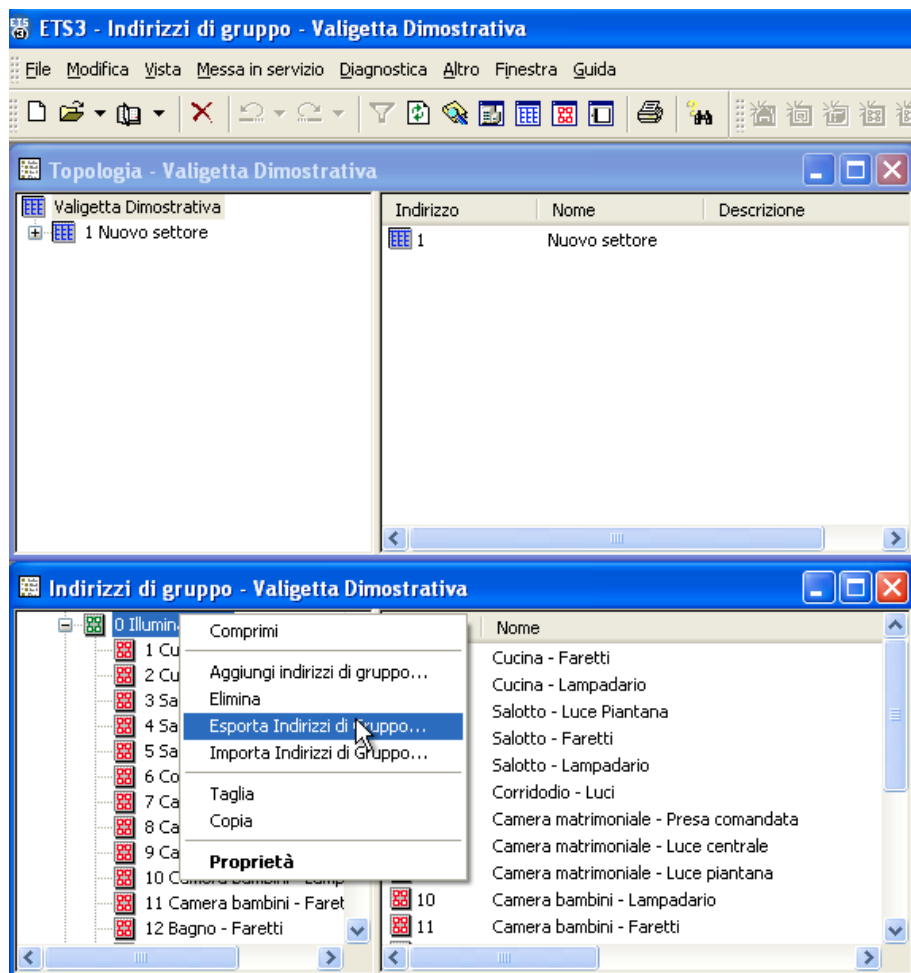 ETS3 - Indirizzi di gruppo - Valigetta Dimostrativa
File Modifica Vista Messa in servizio Diagnostica Altro Finestra Guida
Topologia - Valigetta Dimostrativa
Valigetta Dimostrativa
1 Nuovo settore
Indirizzo Nome Descrizione
1 Nuovo settore
Indirizzi di gruppo - Valigetta Dimostrativa
0 Illumin
1 Cu
2 Cu
3 Sa
4 Sa
5 Sa
6 Co
7 Ca
8 Ca
9 Ca
10 Camera bambini - Lamp
11 Camera bambini - Faret
12 Bagno - Faretti
Comprimi
Aggiungi indirizzi di gruppo...
Elimina
Esporta Indirizzi di Gruppo...
Importa Indirizzi di Gruppo...
Taglia
Copia
Proprietà
Nome
Cucina - Faretti
Cucina - Lampadario
Salotto - Luce Piantana
Salotto - Faretti
Salotto - Lampadario
Corridodio - Luci
Camera matrimoniale - Presa comandata
Camera matrimoniale - Luce centrale
Camera matrimoniale - Luce piantana
10 Camera bambini - Lampadario
11 Camera bambini - Faretti